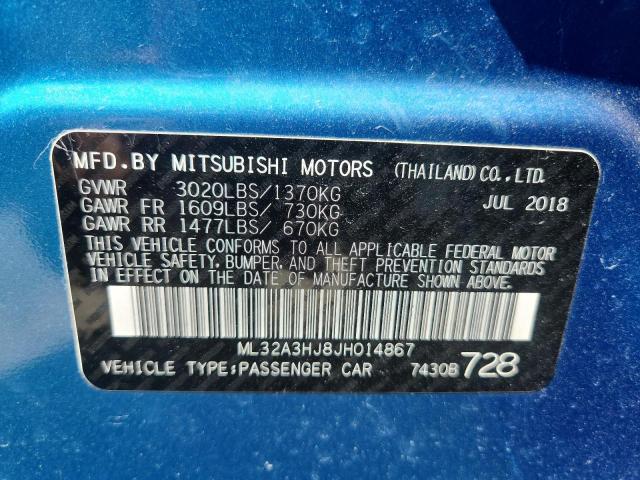 MFD.BY MITSUBISHI MOTORS (THAILAND)CO.,LTD.
GVWR 3020LBS/1370KG JUL 2018
GAWR FR 1609LBS/ 730KG
GAWR RR 1477LBS/ 670KG
THIS VEHICLE CONFORMS TO ALL APPLICABLE FEDERAL MOTOR
VEHICLE SAFETY, BUMPER, AND THEFT PREVENTION STANDARDS
IN EFFECT ON THE DATE OF MANUFACTURE SHOWN ABOVE.
ML32A3HJ8JH014867
VEHICLE TYPE:PASSENGER CAR 7430B 728